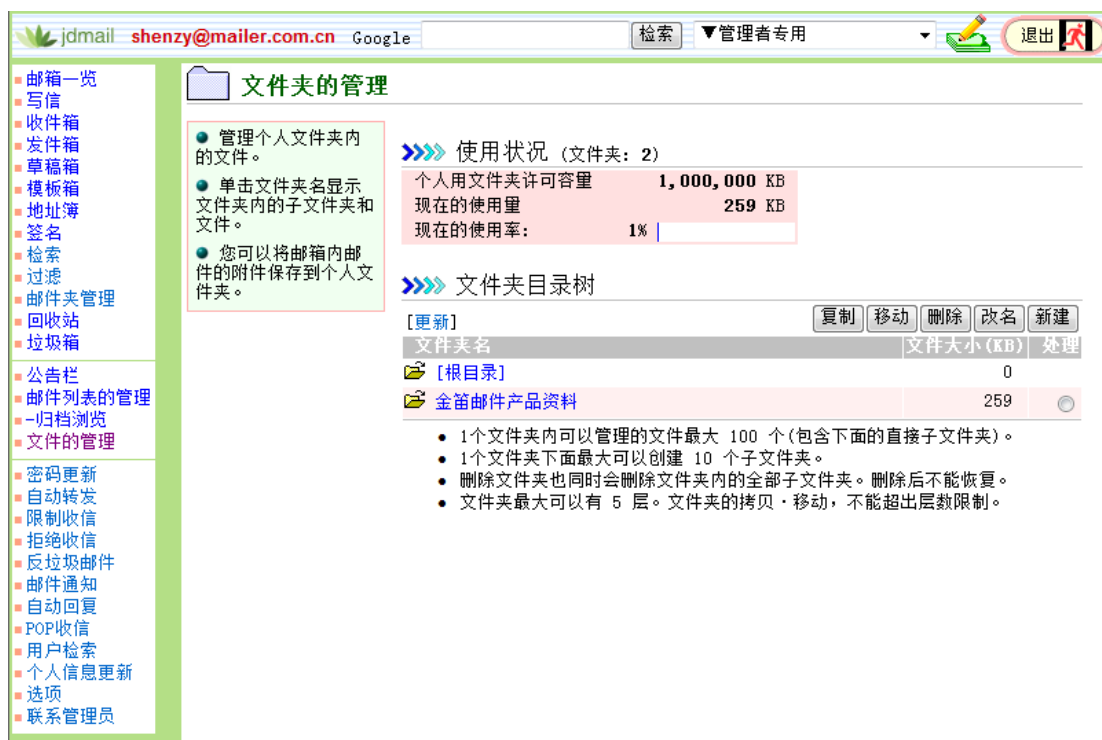 jdmail shenzy@mailer.com.cn Google 检索 ▼管理者专用 退出
邮箱一览
写信
收件箱
发件箱
草稿箱
模板箱
地址簿
签名
检索
过滤
邮件夹管理
回收站
垃圾箱
公告栏
邮件列表的管理
-归档浏览
文件的管理
密码更新
自动转发
限制收信
拒绝收信
反垃圾邮件
邮件通知
自动回复
POP收信
用户检索
个人信息更新
选项
联系管理员
文件夹的管理
● 管理个人文件夹内
的文件。
● 单击文件夹名显示
文件夹内的子文件夹和
文件。
● 您可以将邮箱内邮
件的附件保存到个人文
件夹。
使用状况 (文件夹: 2)
个人用文件夹许可容量 1,000,000 KB
现在的使用量 259 KB
现在的使用率: 1%
文件夹目录树
[更新] 复制 移动 删除 改名 新建
文件夹名 文件大小(KB) 处理
[根目录] 0
金笛邮件产品资料 259
● 1个文件夹内可以管理的文件最大 100 个(包含下面的直接子文件夹)。
● 1个文件夹下面最大可以创建 10 个子文件夹。
● 删除文件夹也同时会删除文件夹内的全部子文件夹。删除后不能恢复。
● 文件夹最大可以有 5 层。文件夹的拷贝·移动，不能超出层数限制。